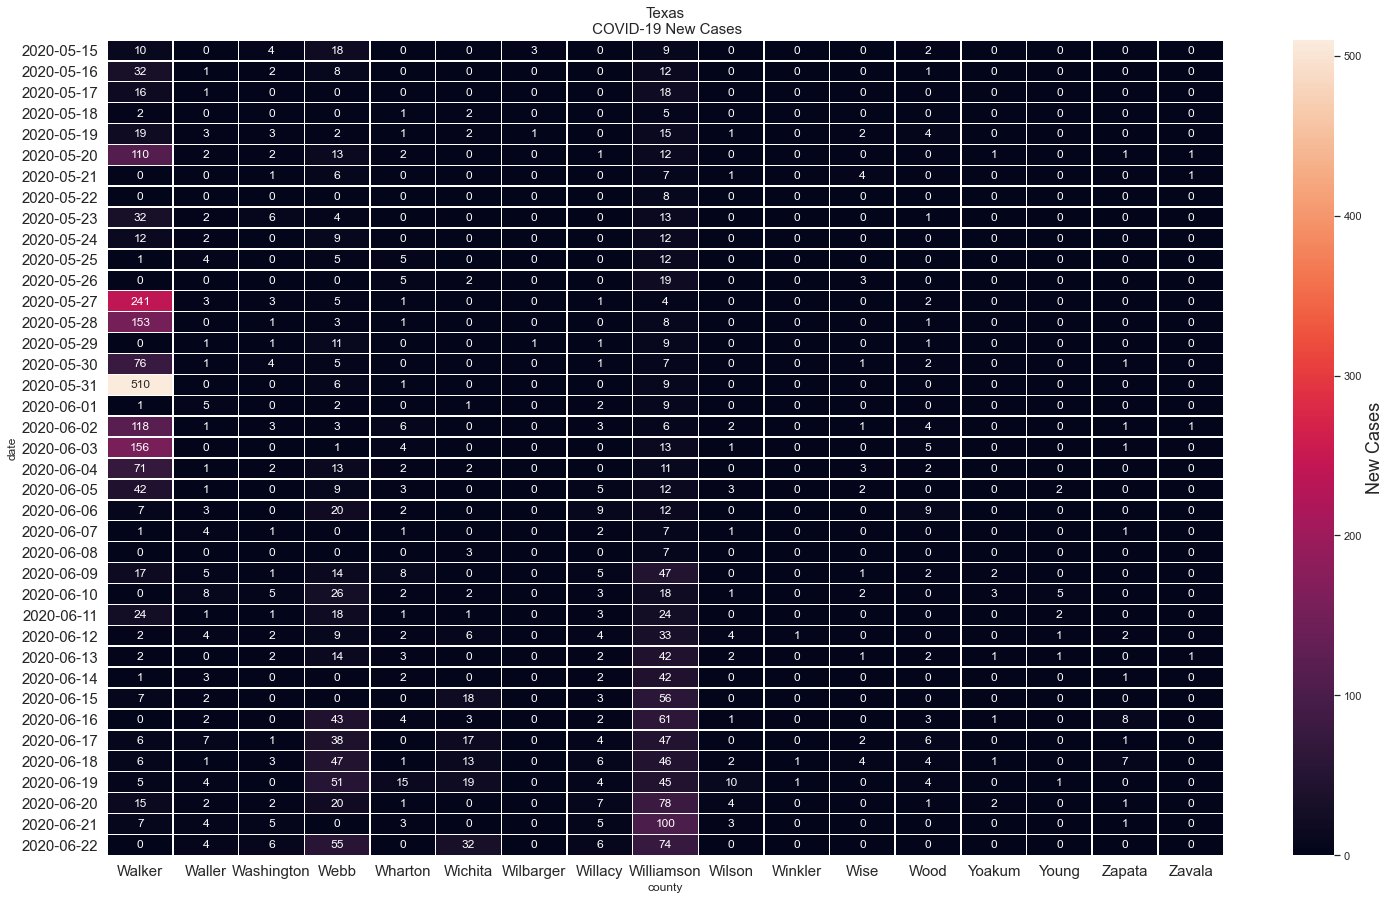 Texas
COVID-19 New Cases
2020-05-15 10 0 4 18 0 0 3 0 9 0 0 0 2 0 0 0 0
2020-05-16 32 1 2 8 0 0 0 0 12 0 0 0 1 0 0 0 0
2020-05-17 16 1 0 0 0 0 0 0 18 0 0 0 0 0 0 0 0
2020-05-18 2 0 0 0 1 2 0 0 5 0 0 0 0 0 0 0 0
2020-05-19 19 3 3 2 1 2 1 0 15 1 0 2 4 0 0 0 0
2020-05-20 110 2 2 13 2 0 0 1 12 0 0 0 0 1 0 1 1
2020-05-21 0 0 1 6 0 0 0 0 7 1 0 4 0 0 0 0 1
2020-05-22 0 0 0 0 0 0 0 0 8 0 0 0 0 0 0 0 0
2020-05-23 32 2 6 4 0 0 0 0 13 0 0 0 1 0 0 0 0
2020-05-24 12 2 0 9 0 0 0 0 12 0 0 0 0 0 0 0 0
2020-05-25 1 4 0 5 5 0 0 0 12 0 0 0 0 0 0 0 0
2020-05-26 0 0 0 0 5 2 0 0 19 0 0 3 0 0 0 0 0
2020-05-27 241 3 3 5 1 0 0 1 4 0 0 0 2 0 0 0 0
2020-05-28 153 0 1 3 1 0 0 0 8 0 0 0 1 0 0 0 0
2020-05-29 0 1 1 11 0 0 1 1 9 0 0 0 1 0 0 0 0
2020-05-30 76 1 4 5 0 0 0 1 7 0 0 1 2 0 0 1 0
2020-05-31 510 0 0 6 1 0 0 0 9 0 0 0 0 0 0 0 0
2020-06-01 1 5 0 2 0 1 0 2 9 0 0 0 0 0 0 0 0
2020-06-02 118 1 3 3 6 0 0 3 6 2 0 1 4 0 0 1 1
2020-06-03 156 0 0 1 4 0 0 0 13 1 0 0 5 0 0 1 0
2020-06-04 71 1 2 13 2 2 0 0 11 0 0 3 2 0 0 0 0
2020-06-05 42 1 0 9 3 0 0 5 12 3 0 2 0 0 2 0 0
2020-06-06 7 3 0 20 2 0 0 9 12 0 0 0 9 0 0 0 0
2020-06-07 1 4 1 0 1 0 0 2 7 1 0 0 0 0 0 1 0
2020-06-08 0 0 0 0 0 3 0 0 7 0 0 0 0 0 0 0 0
2020-06-09 17 5 1 14 8 0 0 5 47 0 0 1 2 2 0 0 0
2020-06-10 0 8 5 26 2 2 0 3 18 1 0 2 0 3 5 0 0
2020-06-11 24 1 1 18 1 1 0 3 24 0 0 0 0 0 2 0 0
2020-06-12 2 4 2 9 2 6 0 4 33 4 1 0 0 0 1 2 0
2020-06-13 2 0 2 14 3 0 0 2 42 2 0 1 2 1 1 0 1
2020-06-14 1 3 0 0 2 0 0 2 42 0 0 0 0 0 0 1 0
2020-06-15 7 2 0 0 0 18 0 3 56 0 0 0 0 0 0 0 0
2020-06-16 0 2 0 43 4 3 0 2 61 1 0 0 3 1 0 8 0
2020-06-17 6 7 1 38 0 17 0 4 47 0 0 2 6 0 0 1 0
2020-06-18 6 1 3 47 1 13 0 6 46 2 1 4 4 1 0 7 0
2020-06-19 5 4 0 51 15 19 0 4 45 10 1 0 4 0 1 0 0
2020-06-20 15 2 2 20 1 0 0 7 78 4 0 0 1 2 0 1 0
2020-06-21 7 4 5 0 3 0 0 5 100 3 0 0 0 0 0 1 0
2020-06-22 0 4 6 55 0 32 0 6 74 0 0 0 0 0 0 0 0
Walker Waller Washington Webb Wharton Wichita Wilbarger Willacy Williamson Wilson Winkler Wise Wood Yoakum Young Zapata Zavala
county
date
500
400
300
200
100
0
New Cases